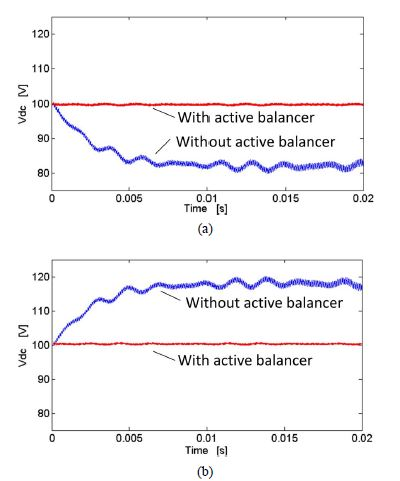 120
110
100
90
80
Vdc [V]
With active balancer
Without active balancer
0
0.005
0.01
0.015
0.02
Time [s]
(a)
120
110
100
90
80
Vdc [V]
Without active balancer
With active balancer
0
0.005
0.01
0.015
0.02
Time [s]
(b)